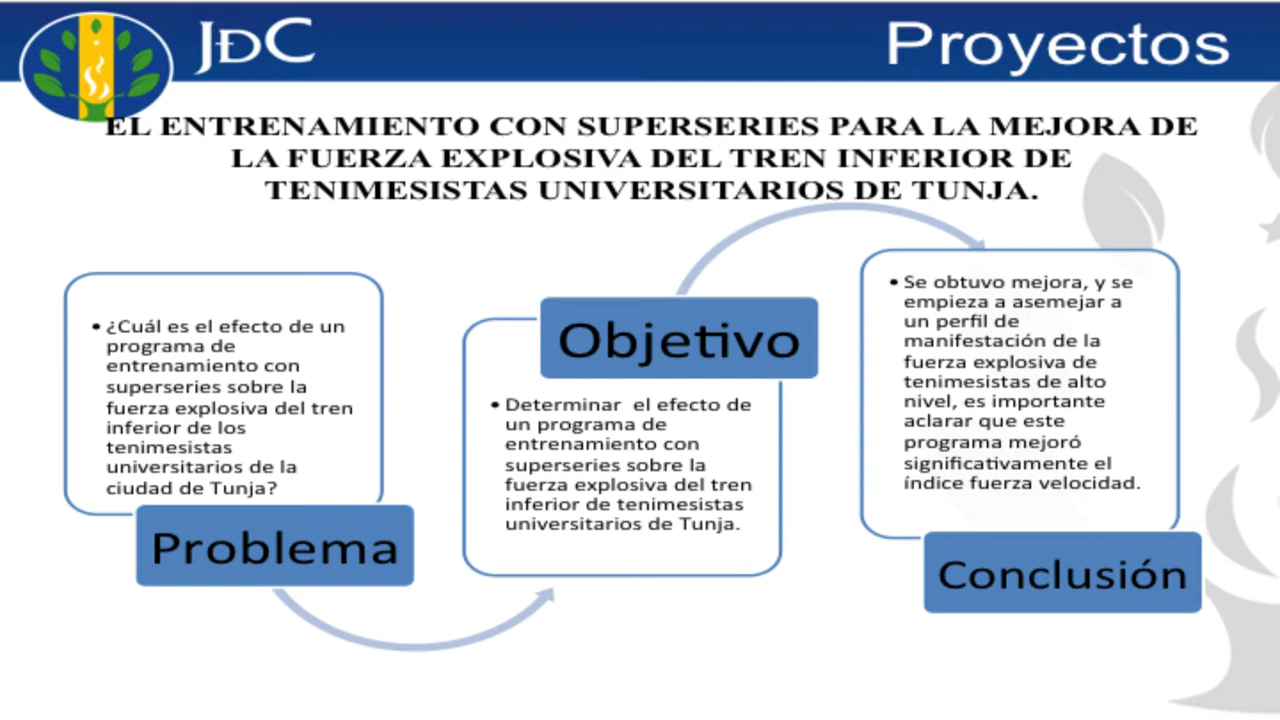 JĐC
Proyectos
EL ENTRENAMIENTO CON SUPERSERIES PARA LA MEJORA DE
LA FUERZA EXPLOSIVA DEL TREN INFERIOR DE
TENIMESISTAS UNIVERSITARIOS DE TUNJA.
• ¿Cuál es el efecto de un
programa de
entrenamiento con
superseries sobre la
fuerza explosiva del tren
inferior de los
tenimesistas
universitarios de la
ciudad de Tunja?
Problema
Objetivo
• Determinar el efecto de
un programa de
entrenamiento con
superseries sobre la
fuerza explosiva del tren
inferior de tenimesistas
universitarios de Tunja.
• Se obtuvo mejora, y se
empieza a asemejar a
un perfil de
manifestación de la
fuerza explosiva de
tenimesistas de alto
nivel, es importante
aclarar que este
programa mejoró
significativamente el
índice fuerza velocidad.
Conclusión